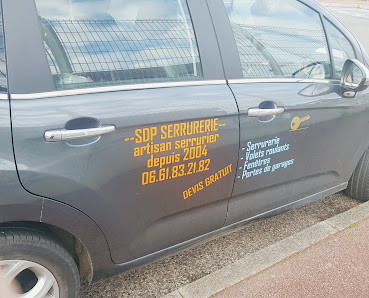 --SDP SERRURERIE--
artisan serrurier
depuis 2004
06.61.83.21.82
DEVIS GRATUIT
- Serrurerie
- Volets roulants
- Fenêtres
- Portes de garages